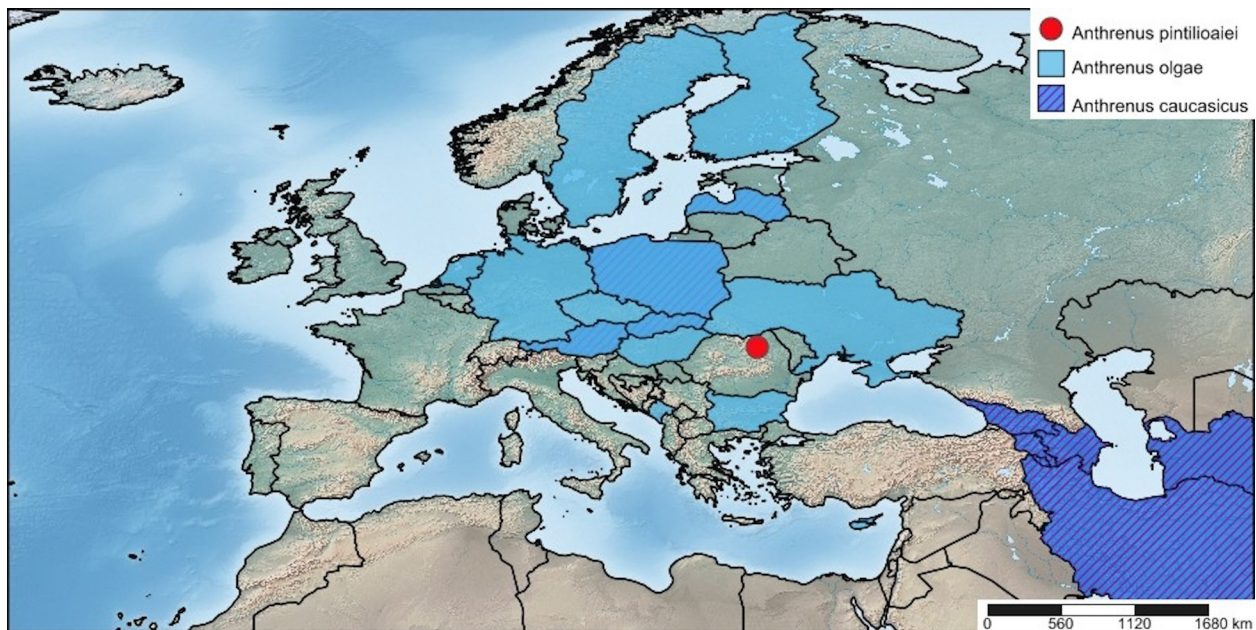 Anthrenus pintilioaiei
Anthrenus olgae
Anthrenus caucasicus
0 560 1120 1680 km